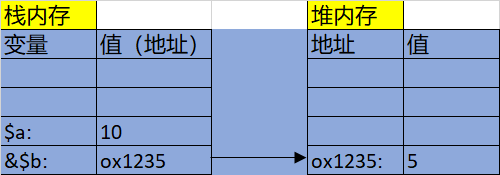 栈内存 堆内存
变量 值（地址） 地址 值
$a: 10
&$b: ox1235 ox1235: 5